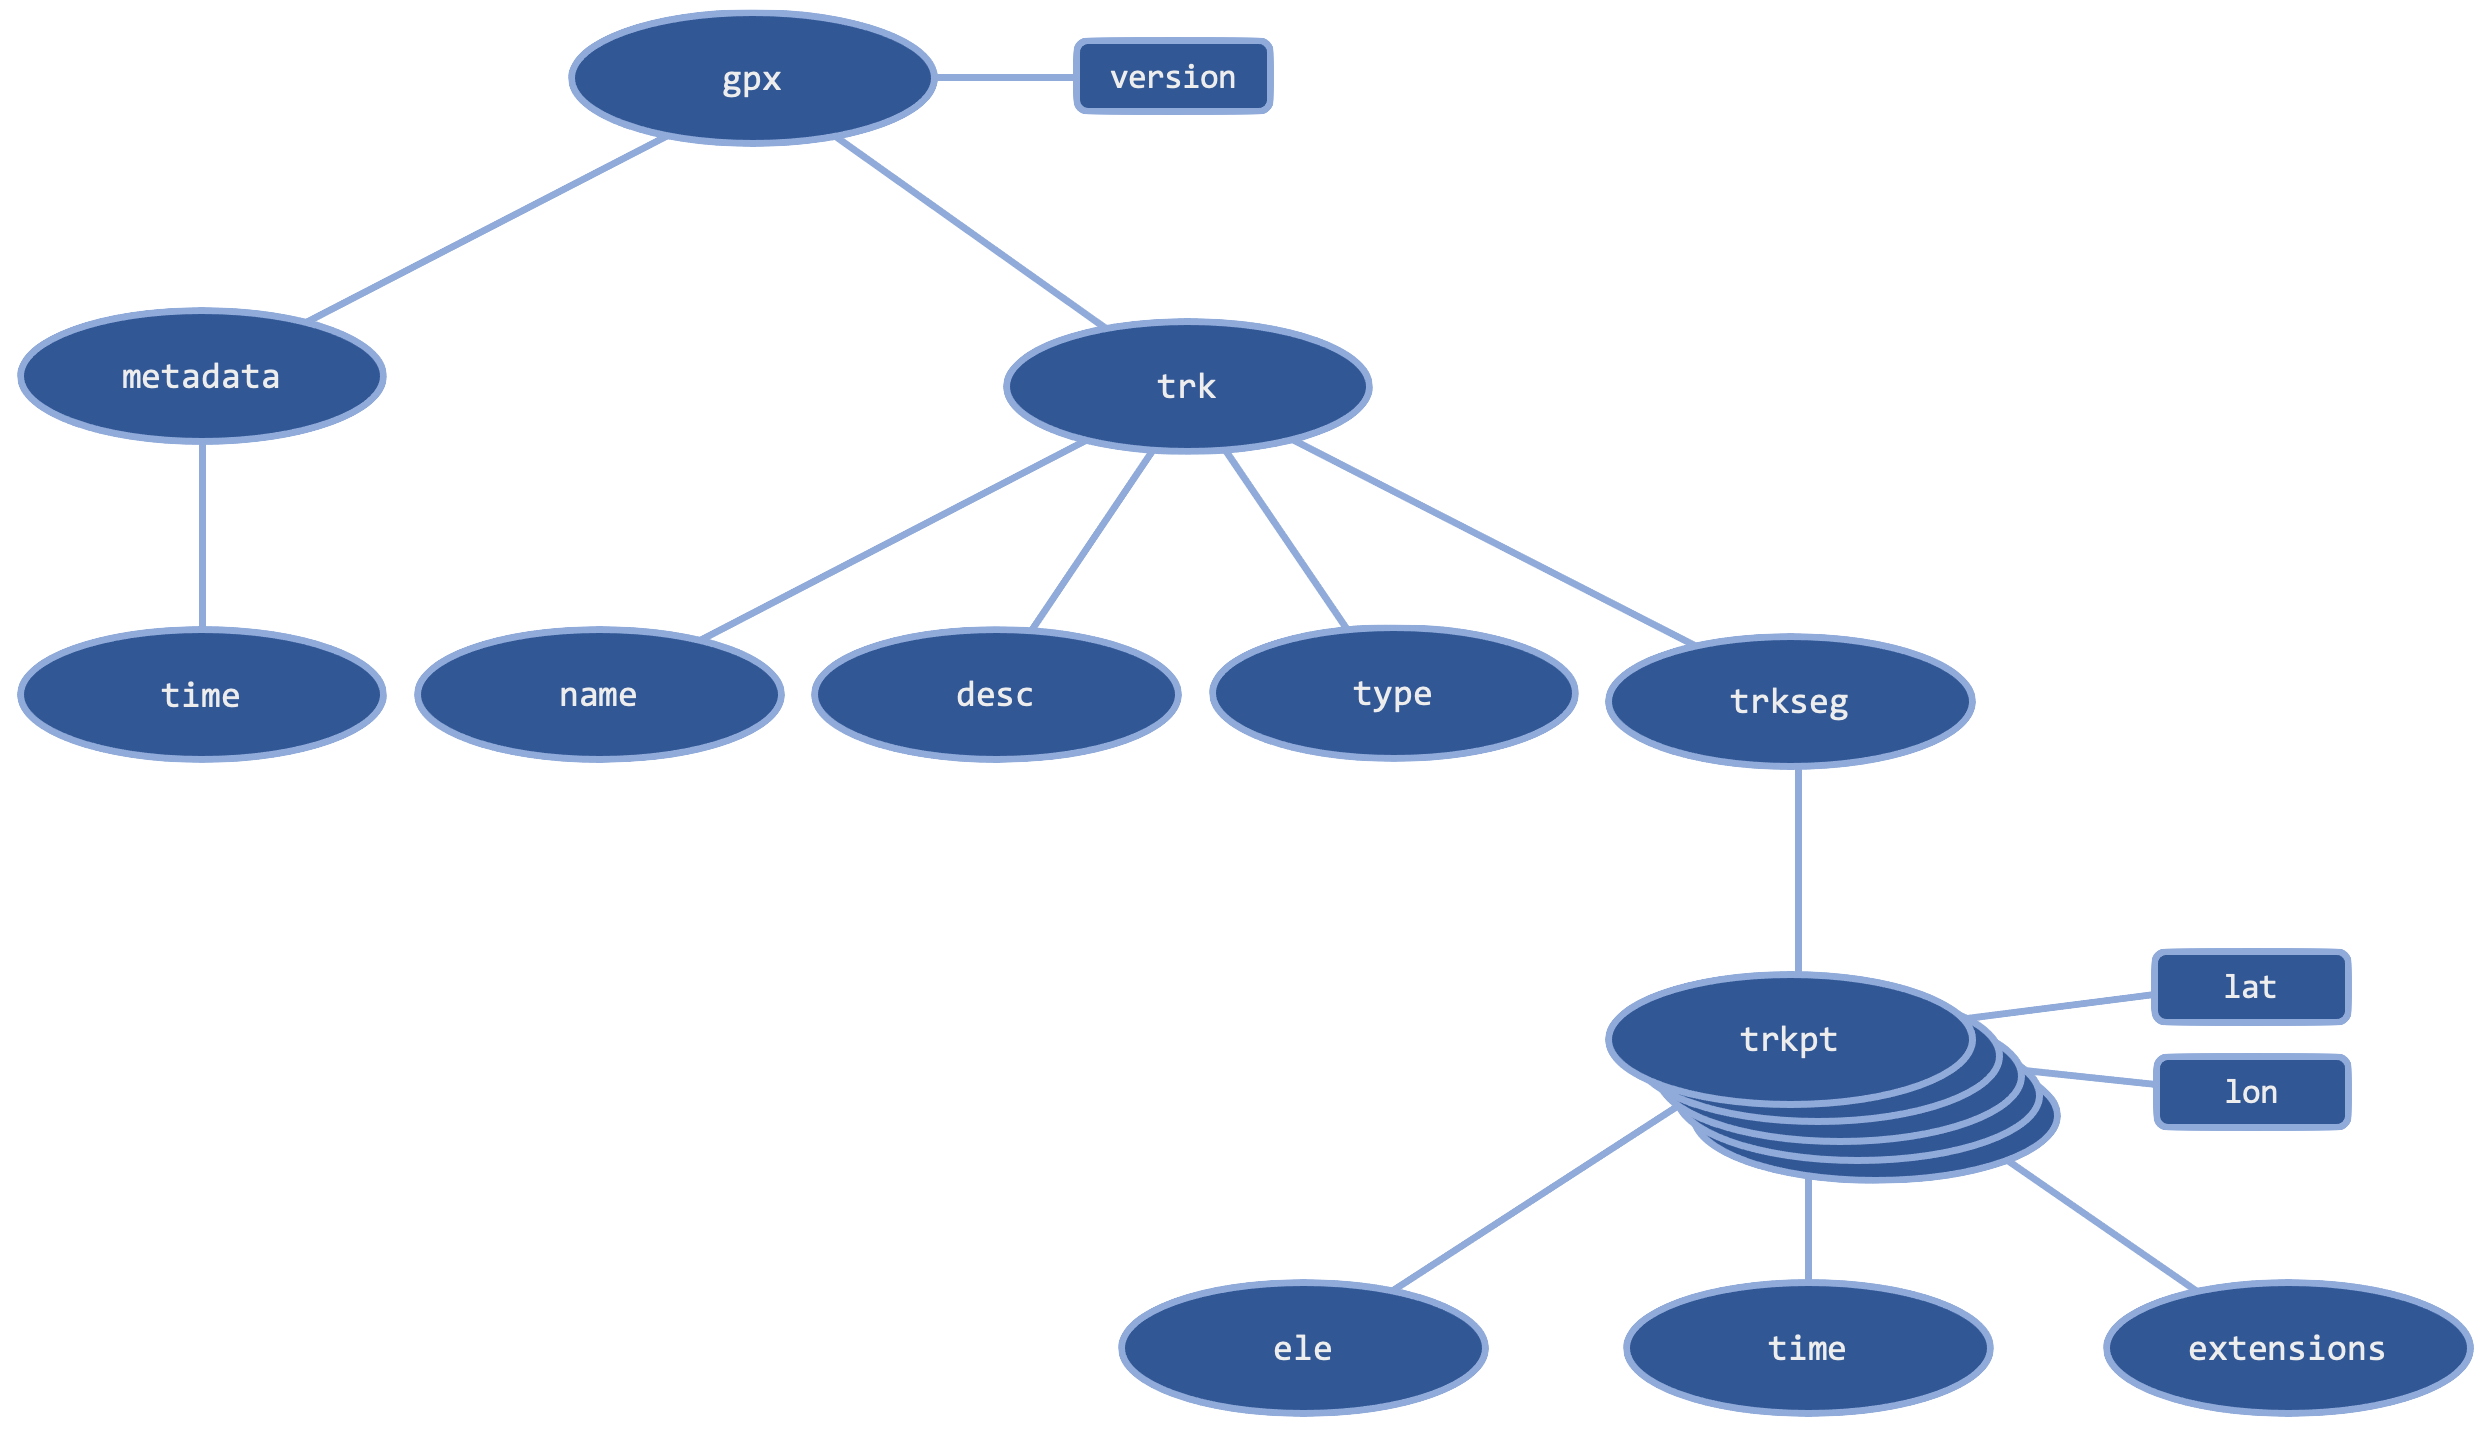 gpx
version
metadata
trk
time
name
desc
type
trkseg
lat
trkpt
lon
ele
time
extensions